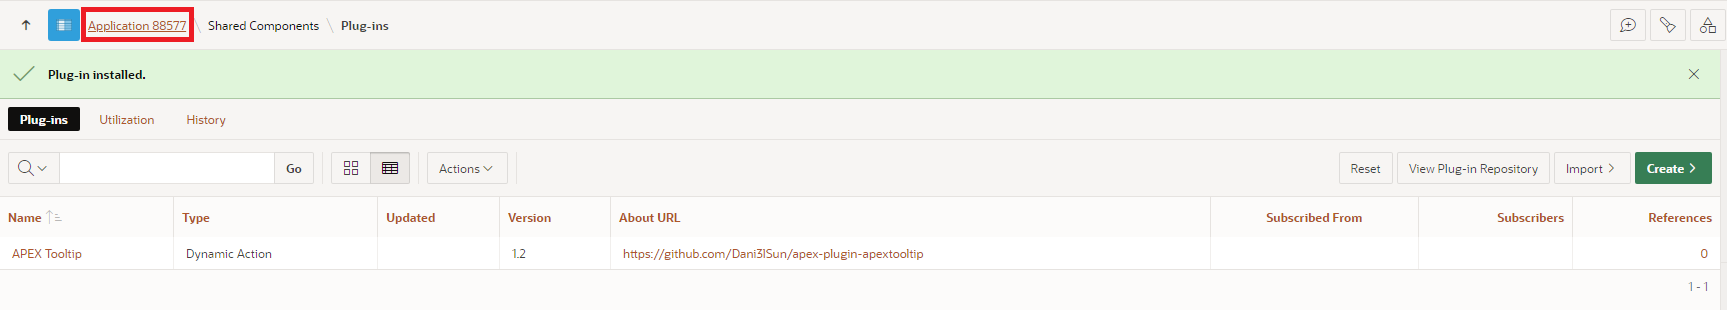 Application 88577 \ Shared Components \ Plug-ins
Plug-in installed.
Plug-ins Utilization History
Go Actions Reset View Plug-in Repository Import > Create >
Name Type Updated Version About URL Subscribed From Subscribers References
APEX Tooltip Dynamic Action 1.2 https://github.com/Dani3lSun/apex-plugin-apextooltip 0
1 - 1